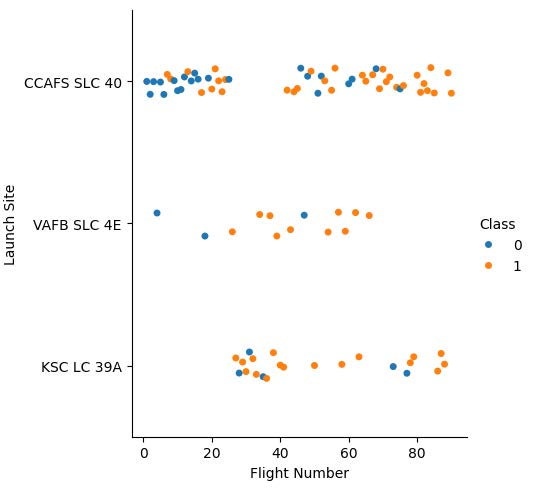 CCAFS SLC 40
VAFB SLC 4E
KSC LC 39A
Launch Site
0 20 40 60 80
Flight Number
Class
0
1